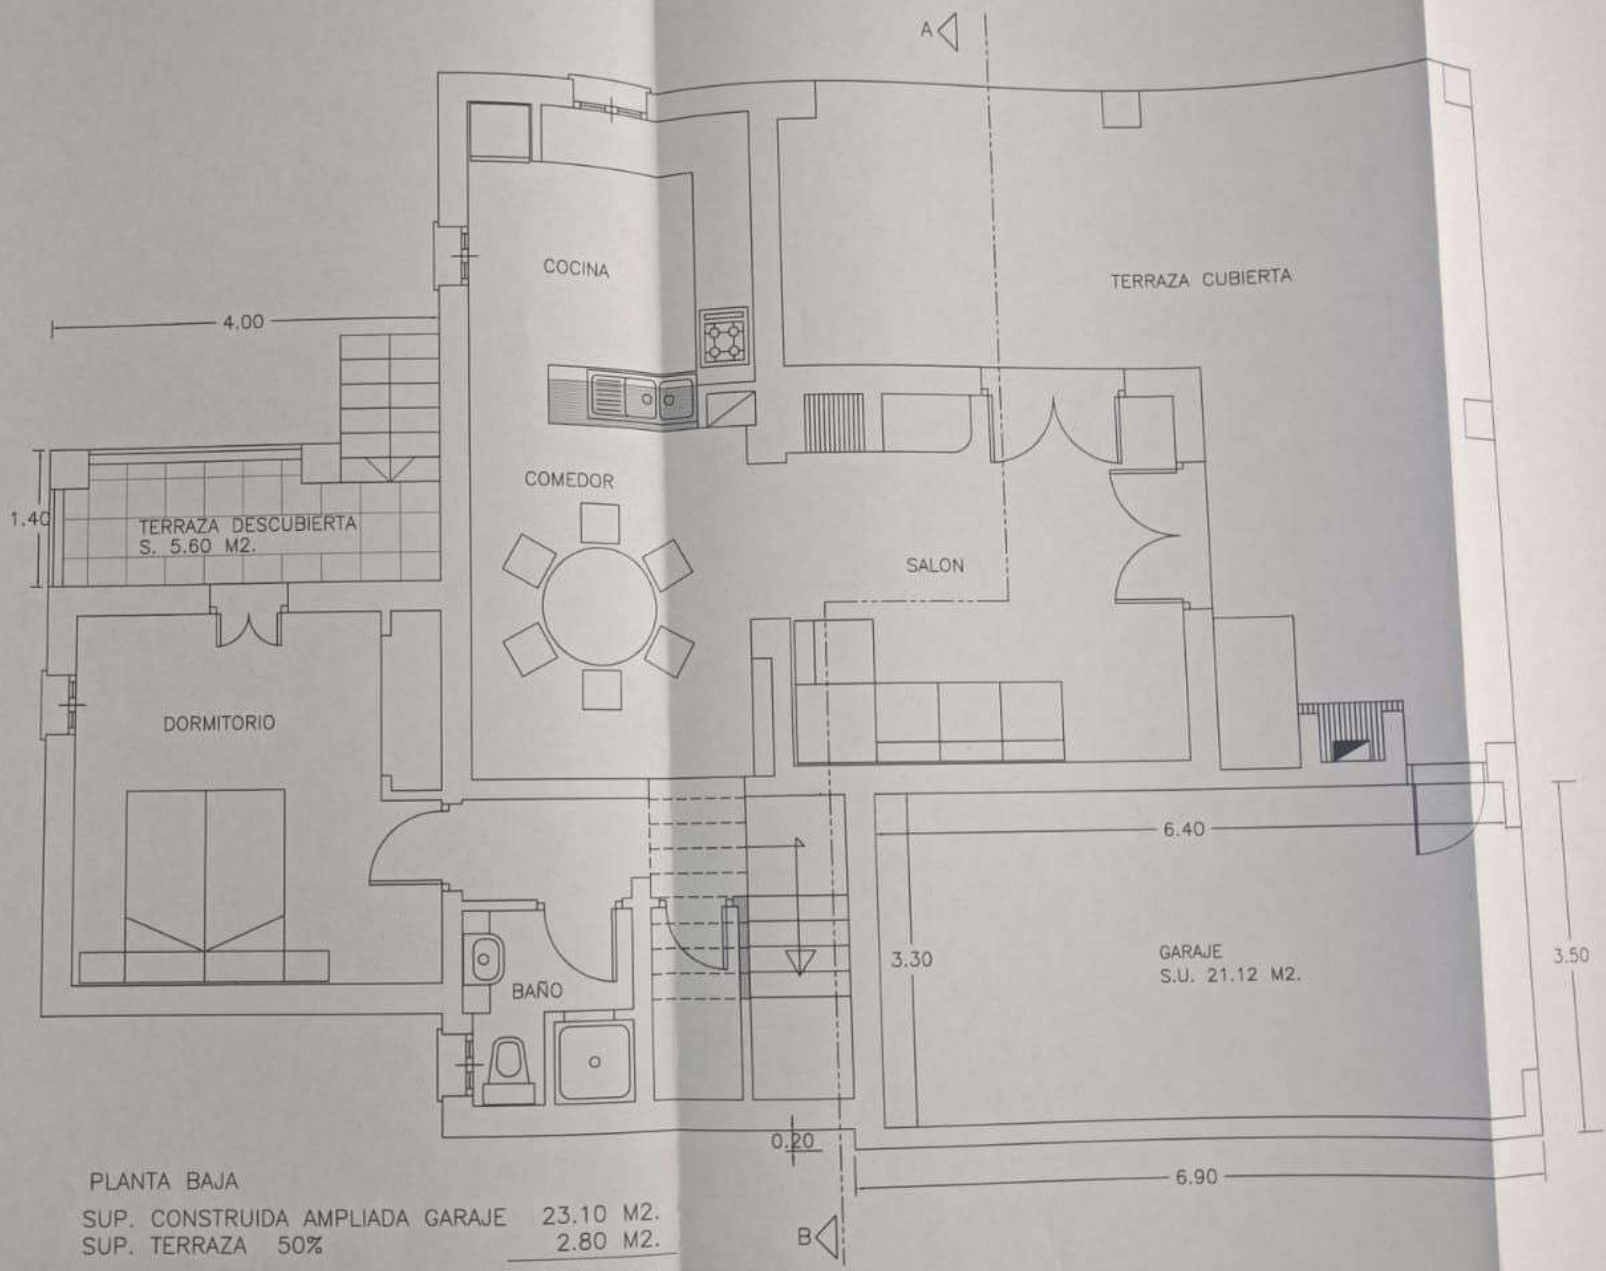 A
COCINA
TERRAZA CUBIERTA
4.00
COMEDOR
1.40
TERRAZA DESCUBIERTA
S. 5.60 M2.
SALON
DORMITORIO
6.40
3.30
GARAJE
S.U. 21.12 M2.
3.50
BAÑO
0.20
6.90
PLANTA BAJA
SUP. CONSTRUIDA AMPLIADA GARAJE 23.10 M2.
SUP. TERRAZA 50% 2.80 M2.
B